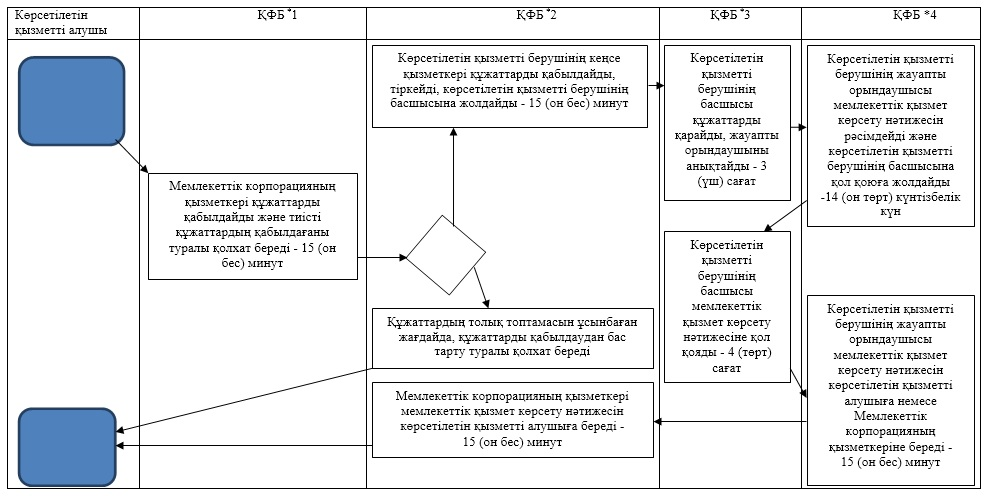 Көрсетілетін
қызметті алушы
ҚФБ *1
ҚФБ *2
ҚФБ *3
ҚФБ *4
Мемлекеттік корпорацияның
қызметкері құжаттарды
қабылдайды және тиісті
құжаттардың қабылдағаны
туралы қолхат береді - 15 (он
бес) минут
Көрсетілетін қызметті берушінің кеңсе
қызметкері құжаттарды қабылдайды,
тіркейді, көрсетілетін қызметті берушінің
басшысына жолдайды - 15 (он бес) минут
Құжаттардың толық топтамасын ұсынбаған
жағдайда, құжаттарды қабылдаудан бас
тарту туралы қолхат береді
Мемлекеттік корпорацияның қызметкері
мемлекеттік қызмет көрсету нәтижесін
көрсетілетін қызметті алушыға береді -
15 (он бес) минут
Көрсетілетін
қызметті
берушінің
басшысы
құжаттарды
қарайды, жауапты
орындаушыны
анықтайды - 3
(үш) сағат
Көрсетілетін
қызметті
берушінің
басшысы
мемлекеттік
қызмет көрсету
нәтижесіне қол
қояды - 4 (төрт)
сағат
Көрсетілетін қызметті
берушінің жауапты
орындаушысы
мемлекеттік қызмет
көрсету нәтижесін
рәсімдейді және
көрсетілетін қызметті
берушінің басшысына
қол қоюға жолдайды
-14 (он төрт) күнтізбелік
күн
Көрсетілетін қызметті
берушінің жауапты
орындаушысы
мемлекеттік қызмет
көрсету нәтижесін
көрсетілетін қызметті
алушыға немесе
Мемлекеттік
корпорацияның
қызметкеріне береді -
15 (он бес) минут